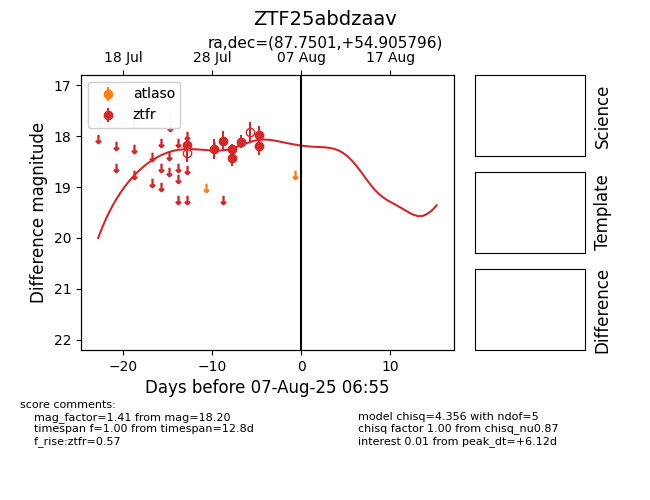 ZTF25abdzaav
ra,dec=(87.7501,+54.905796)
18 Jul 28 Jul 07 Aug 17 Aug
17
18
19
20
21
22
Difference magnitude
atlaso
ztfr
−20 −10 0 10
Days before 07-Aug-25 06:55
Science
Template
Difference
score comments:
mag_factor=1.41 from mag=18.20
timespan f=1.00 from timespan=12.8d
f_rise:ztfr=0.57
model chisq=4.356 with ndof=5
chisq factor 1.00 from chisq_nu0.87
interest 0.01 from peak_dt=+6.12d